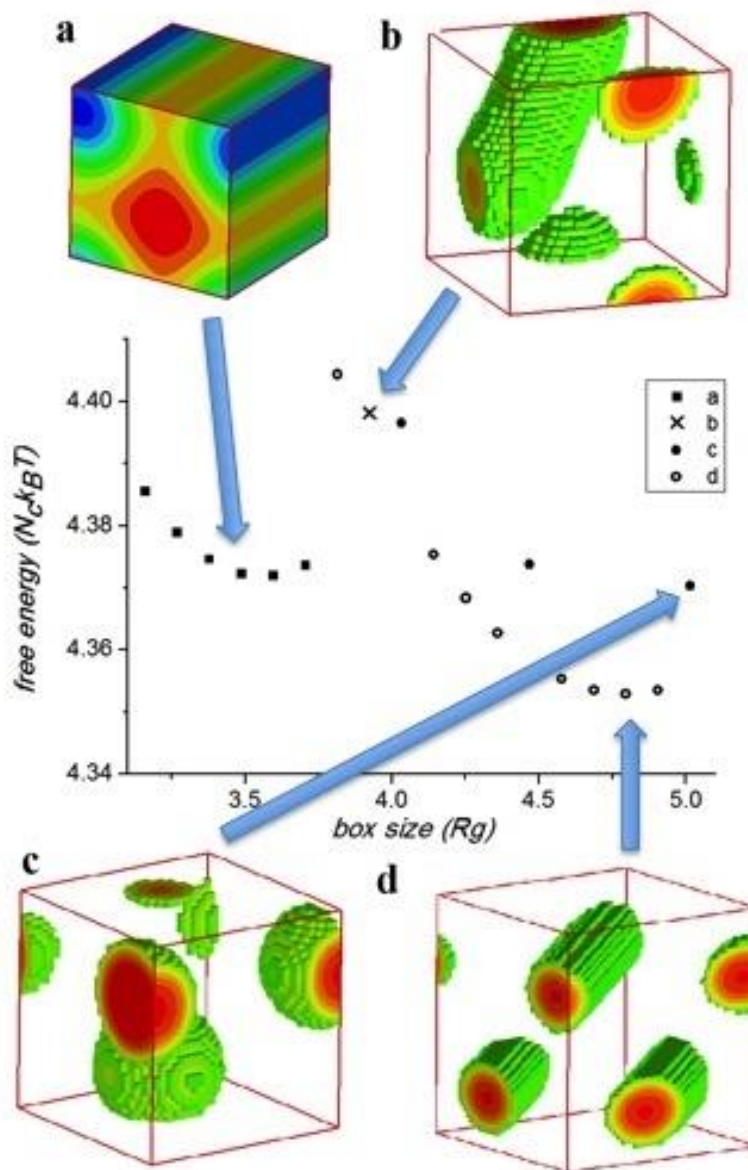 a
b
4.40
4.38
4.36
4.34
free energy (NckBT)
a
b
c
d
3.5
4.0
4.5
5.0
box size (Rg)
c
d